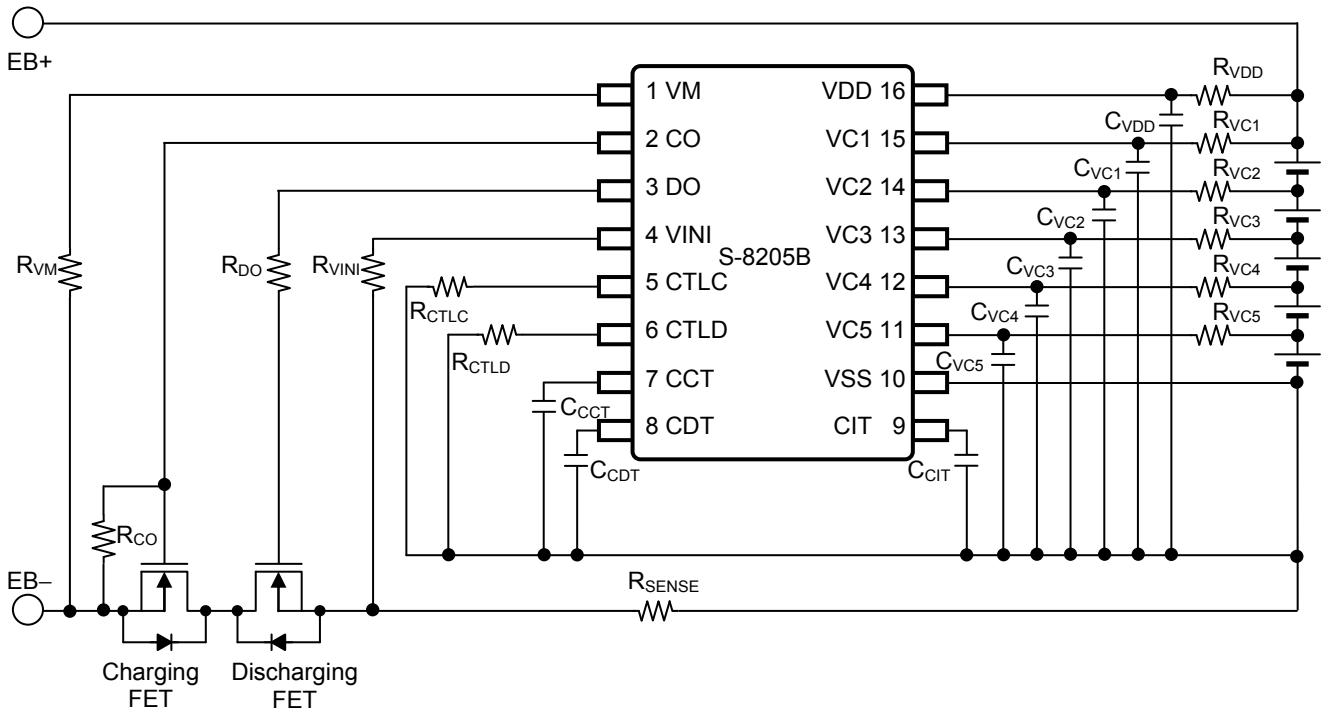 EB+
1 VM
2 CO
3 DO
4 VINI
5 CTLC
6 CTLD
7 CCT
8 CDT
S-8205B
VDD 16
VC1 15
VC2 14
VC3 13
VC4 12
VC5 11
VSS 10
CIT 9
RVDD
RVC1
RVC2
RVC3
RVC4
RVC5
CVDD
CVC1
CVC2
CVC3
CVC4
CVC5
RVM
RDO
RVINI
RCTLC
RCTLD
CCCT
CCDT
CCIT
RCO
EB–
RSENSE
Charging
FET
Discharging
FET